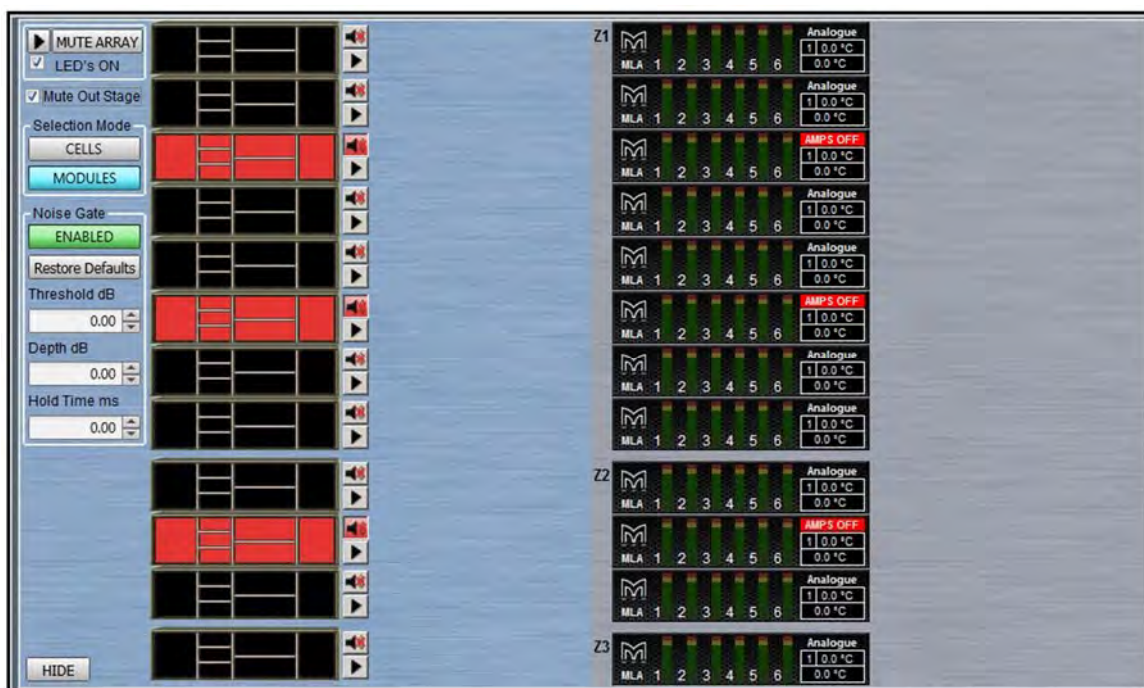 MUTE ARRAY
LED's ON
Mute Out Stage
Selection Mode
CELLS
MODULES
Noise Gate
ENABLED
Restore Defaults
Threshold dB
0.00
Depth dB
0.00
Hold Time ms
0.00
HIDE
Z1
Analogue
1 0.0 °C
MLA 1 2 3 4 5 6 0.0 °C
Analogue
1 0.0 °C
MLA 1 2 3 4 5 6 0.0 °C
AMPS OFF
1 0.0 °C
MLA 1 2 3 4 5 6 0.0 °C
Analogue
1 0.0 °C
MLA 1 2 3 4 5 6 0.0 °C
Analogue
1 0.0 °C
MLA 1 2 3 4 5 6 0.0 °C
AMPS OFF
1 0.0 °C
MLA 1 2 3 4 5 6 0.0 °C
Analogue
1 0.0 °C
MLA 1 2 3 4 5 6 0.0 °C
Analogue
1 0.0 °C
MLA 1 2 3 4 5 6 0.0 °C
Z2
Analogue
1 0.0 °C
MLA 1 2 3 4 5 6 0.0 °C
AMPS OFF
1 0.0 °C
MLA 1 2 3 4 5 6 0.0 °C
Analogue
1 0.0 °C
MLA 1 2 3 4 5 6 0.0 °C
Z3
Analogue
1 0.0 °C
MLA 1 2 3 4 5 6 0.0 °C